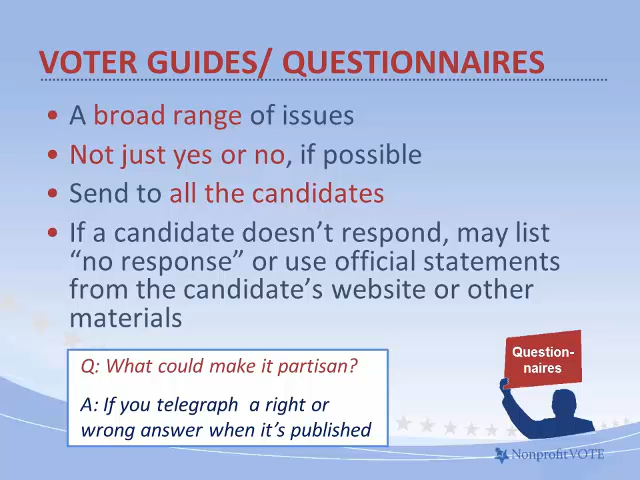 VOTER GUIDES/ QUESTIONNAIRES
• A broad range of issues
• Not just yes or no, if possible
• Send to all the candidates
• If a candidate doesn’t respond, may list
“no response” or use official statements
from the candidate’s website or other
materials
Q: What could make it partisan?
A: If you telegraph a right or
wrong answer when it’s published
Question-
naires
NonprofitVOTE